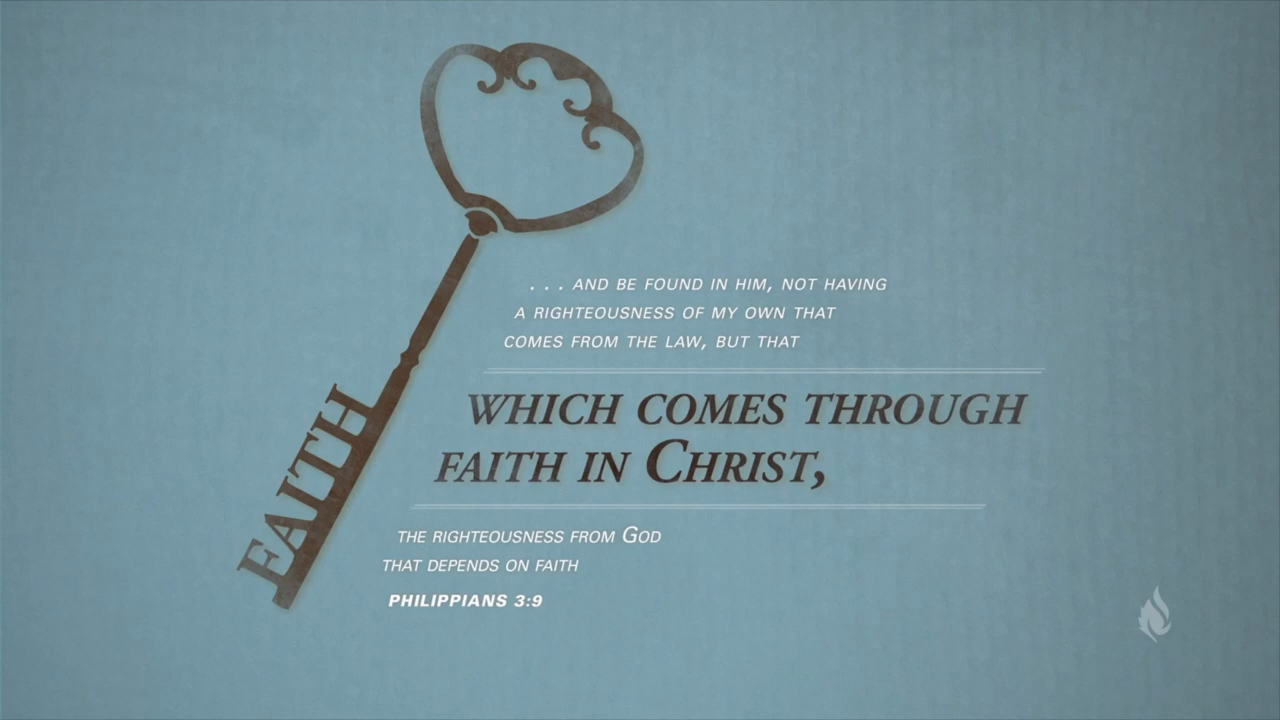 FAITH
. . . AND BE FOUND IN HIM, NOT HAVING
A RIGHTEOUSNESS OF MY OWN THAT
COMES FROM THE LAW, BUT THAT
WHICH COMES THROUGH
FAITH IN CHRIST,
THE RIGHTEOUSNESS FROM GOD
THAT DEPENDS ON FAITH
PHILIPPIANS 3:9